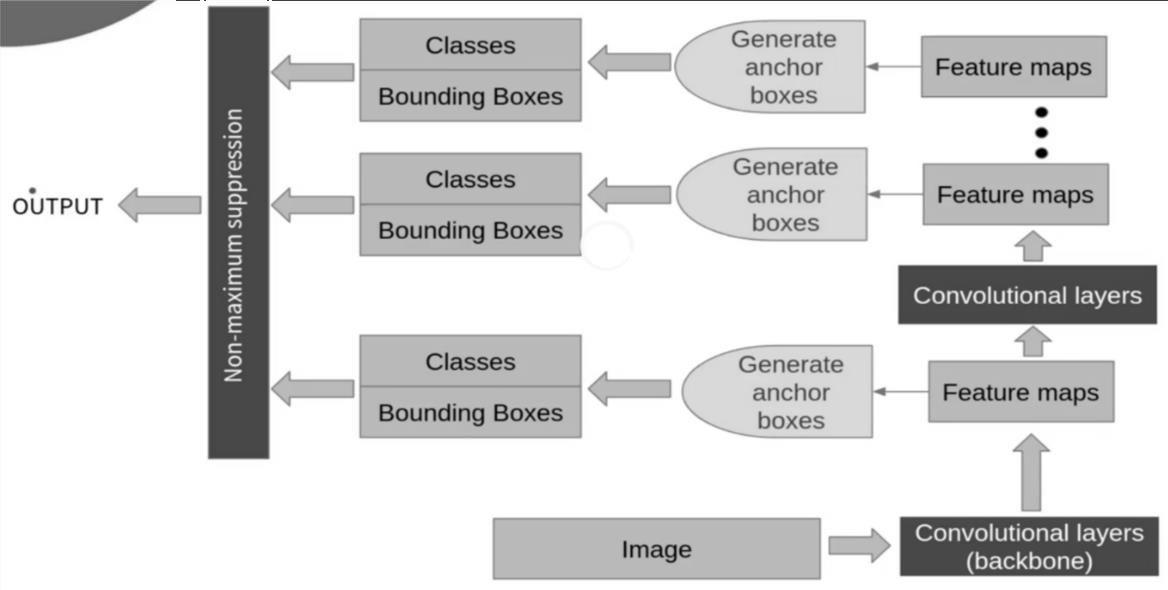 Classes
Bounding Boxes
Generate
anchor
boxes
Feature maps
Classes
Bounding Boxes
Generate
anchor
boxes
Feature maps
OUTPUT
Non-maximum suppression
Convolutional layers
Classes
Bounding Boxes
Generate
anchor
boxes
Feature maps
Image
Convolutional layers
(backbone)